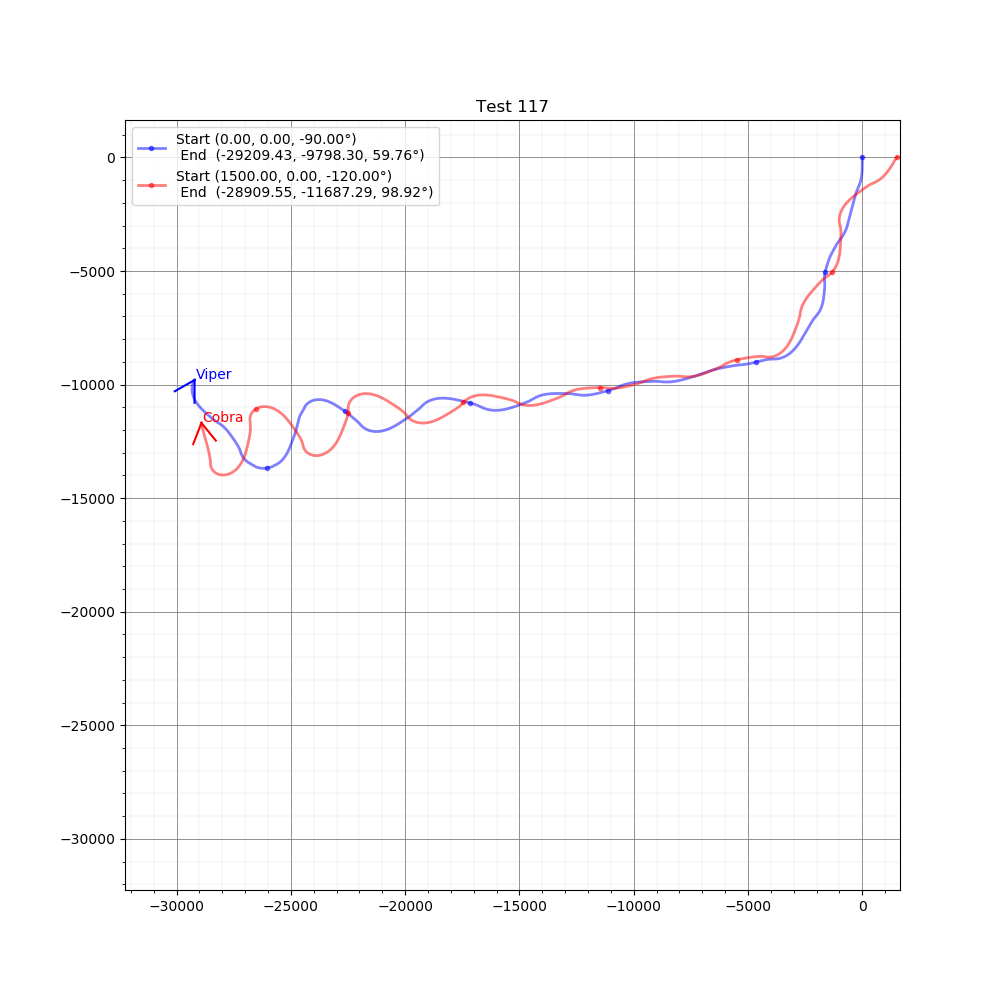 Test 117
Start (0.00, 0.00, -90.00°)
End  (-29209.43, -9798.30, 59.76°)
Start (1500.00, 0.00, -120.00°)
End  (-28909.55, -11687.29, 98.92°)
0
−5000
−10000
−15000
−20000
−25000
−30000
Viper
Cobra
−30000 −25000 −20000 −15000 −10000 −5000 0